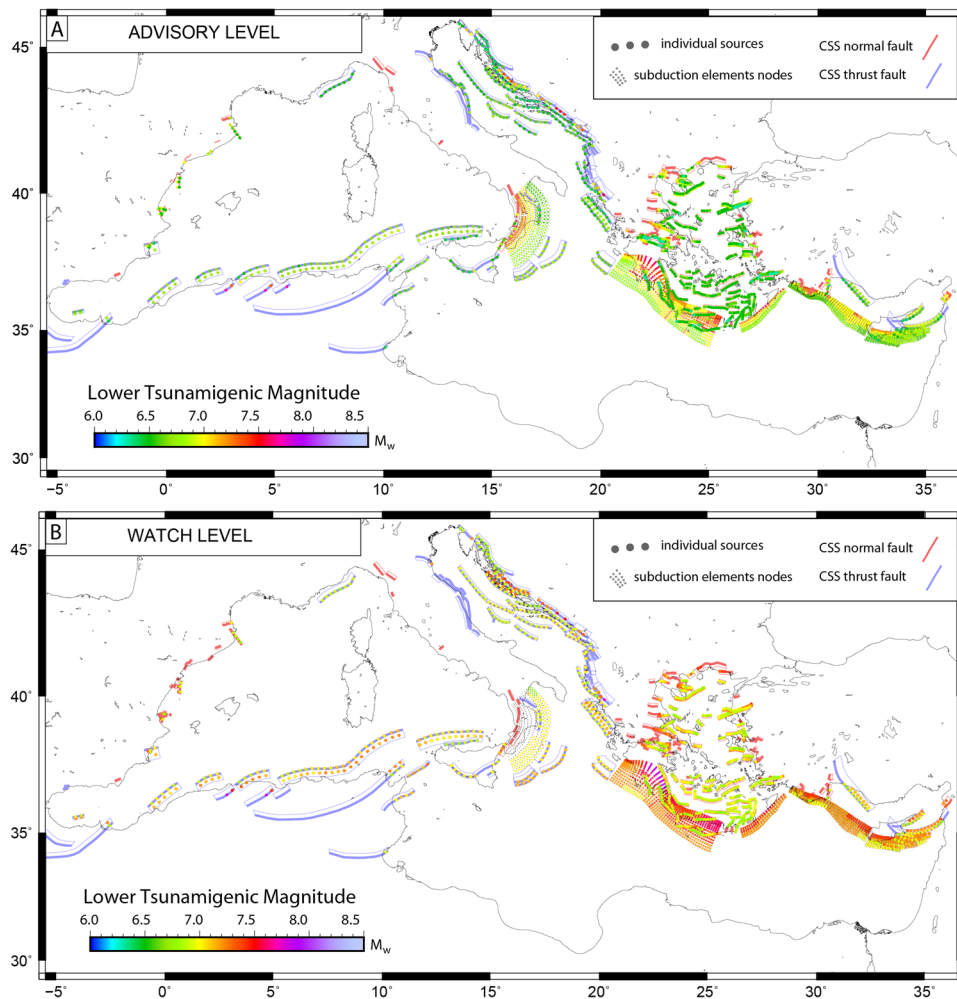 A
ADVISORY LEVEL
individual sources
subduction elements nodes
CSS normal fault
CSS thrust fault
45°
40°
35°
30°
Lower Tsunamigenic Magnitude
6.0 6.5 7.0 7.5 8.0 8.5
Mw
−5° 0° 5° 10° 15° 20° 25° 30° 35°
B
WATCH LEVEL
individual sources
subduction elements nodes
CSS normal fault
CSS thrust fault
45°
40°
35°
30°
Lower Tsunamigenic Magnitude
6.0 6.5 7.0 7.5 8.0 8.5
Mw
−5° 0° 5° 10° 15° 20° 25° 30° 35°